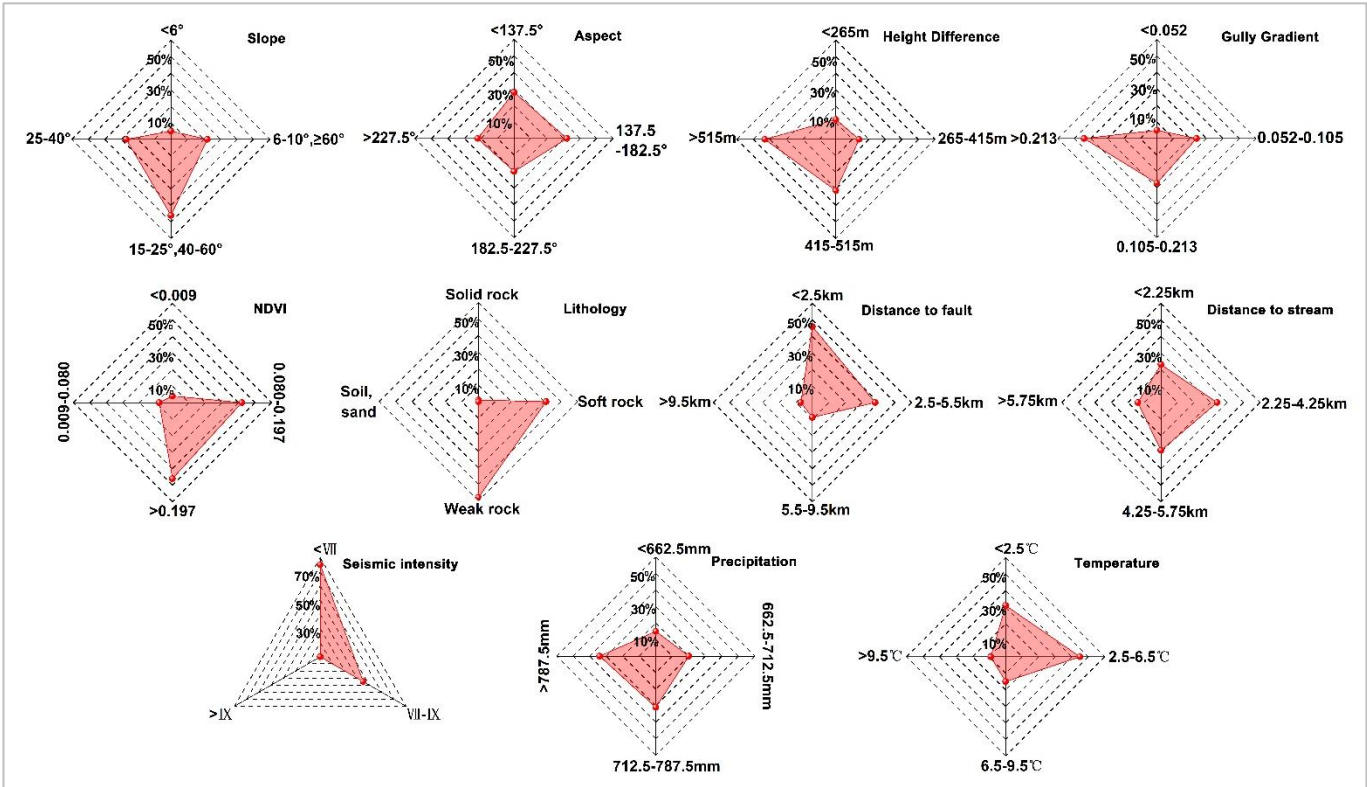 <6°
Slope
50%
30%
10%
25-40°
6-10°,≥60°
15-25°,40-60°
<137.5°
Aspect
50%
30%
10%
>227.5°
137.5
-182.5°
182.5-227.5°
<265m
Height Difference
50%
30%
10%
>515m
265-415m
415-515m
<0.052
Gully Gradient
50%
30%
10%
>0.213
0.052-0.105
0.105-0.213
<0.009
NDVI
50%
30%
10%
0.009-0.080
0.080-0.197
>0.197
Solid rock
Lithology
50%
30%
10%
Soil,
sand
Soft rock
Weak rock
<2.5km
Distance to fault
50%
30%
10%
>9.5km
2.5-5.5km
5.5-9.5km
<2.25km
Distance to stream
50%
30%
10%
>5.75km
2.25-4.25km
4.25-5.75km
<Ⅶ
Seismic intensity
70%
50%
30%
>Ⅸ
Ⅶ-Ⅸ
<662.5mm
Precipitation
50%
30%
10%
>787.5mm
662.5-712.5mm
712.5-787.5mm
<2.5℃
Temperature
50%
30%
10%
>9.5℃
2.5-6.5℃
6.5-9.5℃